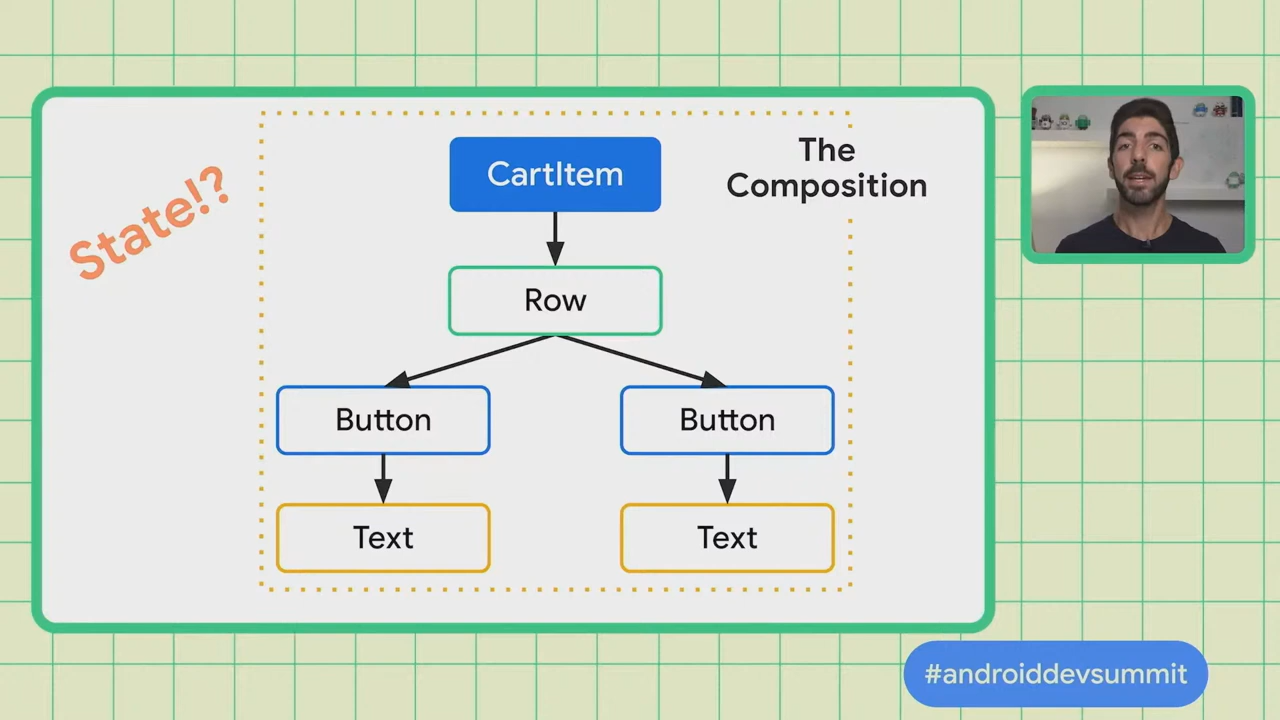 State!?
The
Composition
CartItem
Row
Button
Button
Text
Text
#androiddevsummit